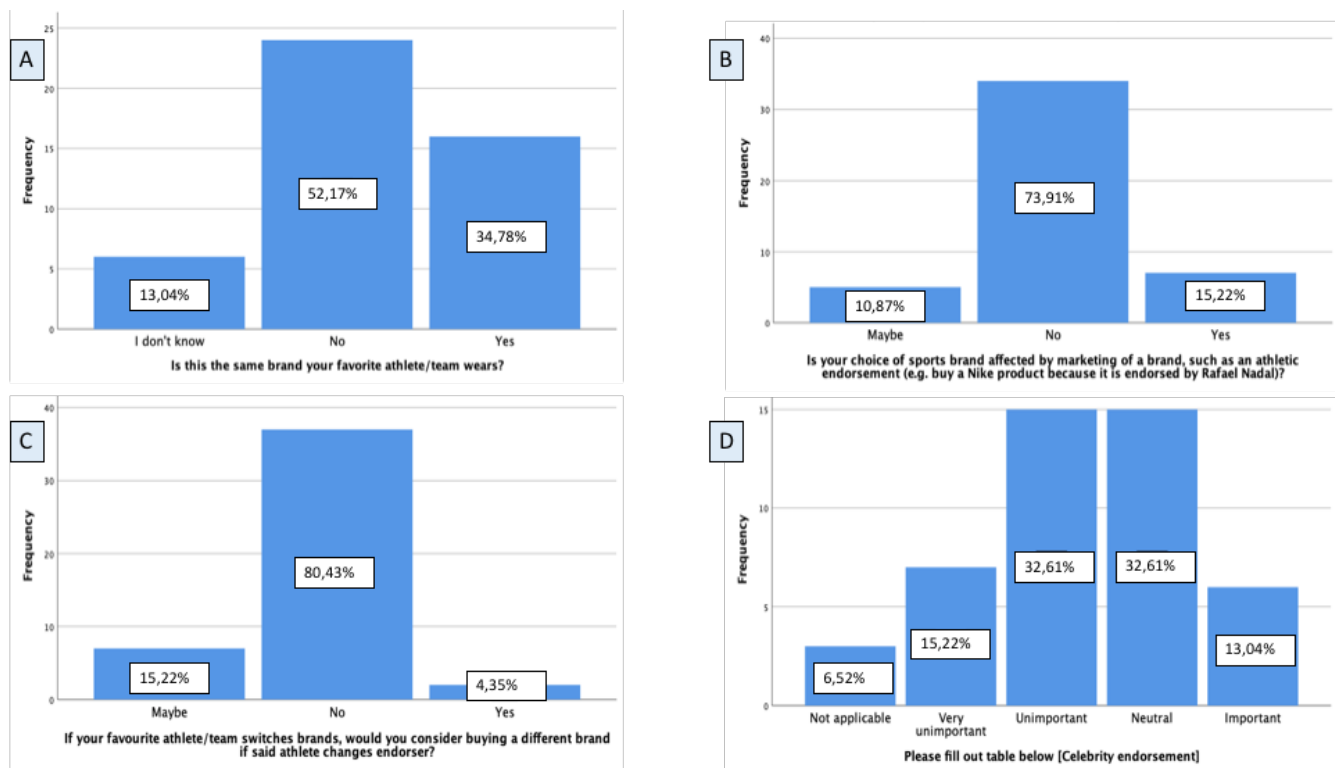 A
25
20
15
10
5
0
Frequency
13,04%
52,17%
34,78%
I don't know
No
Yes
Is this the same brand your favorite athlete/team wears?
B
40
30
20
10
0
Frequency
10,87%
73,91%
15,22%
Maybe
No
Yes
Is your choice of sports brand affected by marketing of a brand, such as an athletic
endorsement (e.g. buy a Nike product because it is endorsed by Rafael Nadal)?
C
40
30
20
10
0
Frequency
15,22%
80,43%
4,35%
Maybe
No
Yes
If your favourite athlete/team switches brands, would you consider buying a different brand
if said athlete changes endorser?
D
15
10
5
0
Frequency
6,52%
15,22%
32,61%
32,61%
13,04%
Not applicable
Very
unimportant
Unimportant
Neutral
Important
Please fill out table below [Celebrity endorsement]